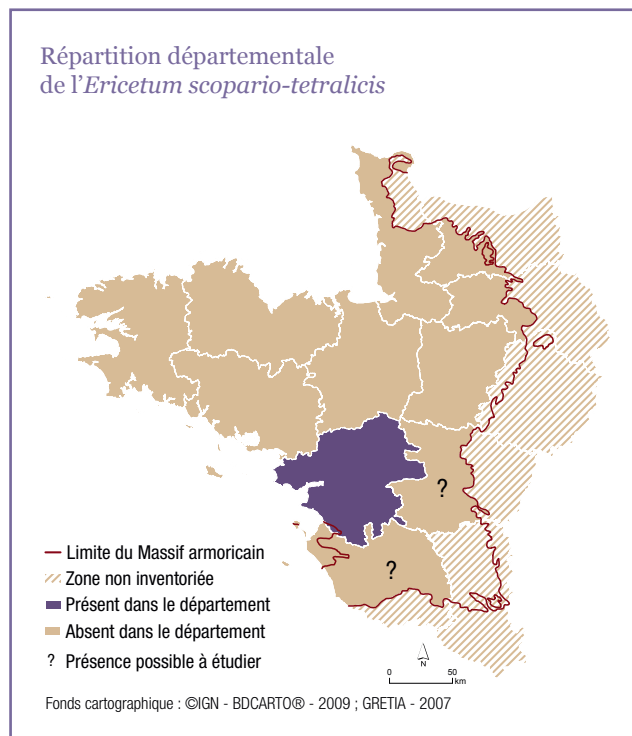 Répartition départementale
de l'Ericetum scopario-tetralicis
?
?
Limite du Massif armoricain
Zone non inventoriée
Présent dans le département
Absent dans le département
? Présence possible à étudier
N
0 50
km
Fonds cartographique : ©IGN - BDCARTO® - 2009 ; GRETIA - 2007